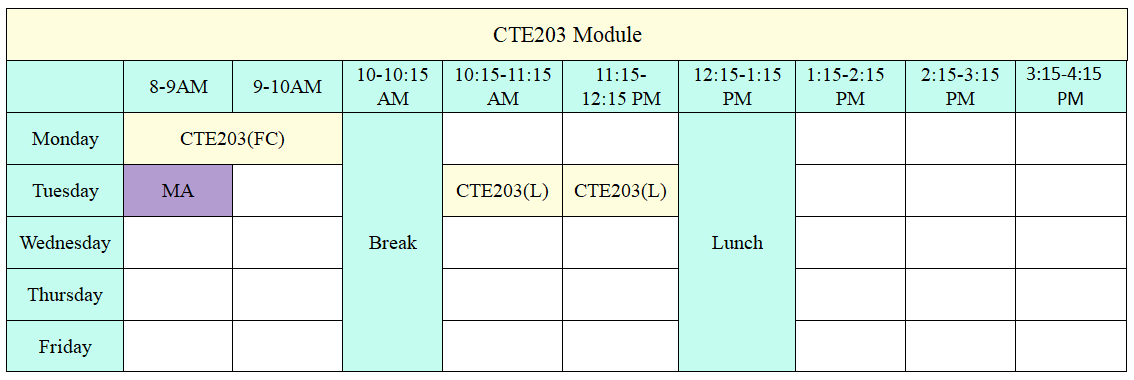 CTE203 Module
8-9AM
9-10AM
10-10:15
AM
10:15-11:15
AM
11:15-
12:15 PM
12:15-1:15
PM
1:15-2:15
PM
2:15-3:15
PM
3:15-4:15
PM
Monday
CTE203(FC)
Tuesday
MA
CTE203(L)
CTE203(L)
Wednesday
Break
Lunch
Thursday
Friday